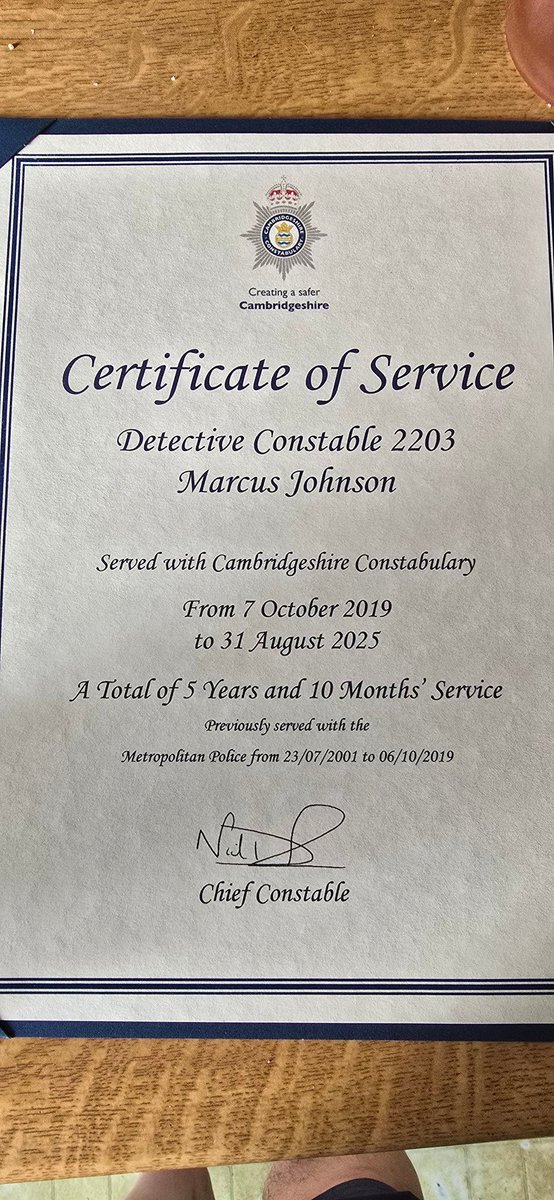 CAMBRIDGESHIRE
CONSTABULARY
Creating a safer
Cambridgeshire
Certificate of Service
Detective Constable 2203
Marcus Johnson
Served with Cambridgeshire Constabulary
From 7 October 2019
to 31 August 2025
A Total of 5 Years and 10 Months' Service
Previously served with the
Metropolitan Police from 23/07/2001 to 06/10/2019
Chief Constable